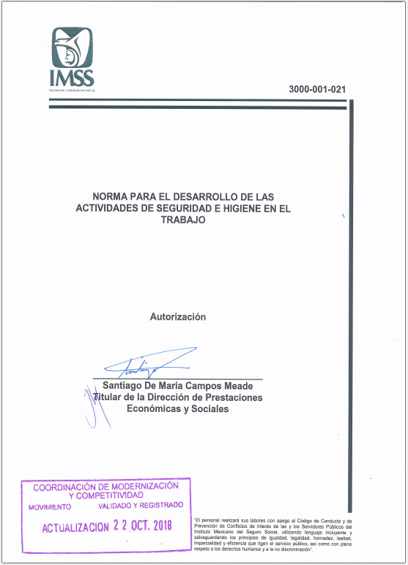 IMSS
SEGURIDAD Y SOLIDARIDAD SOCIAL
3000-001-021
NORMA PARA EL DESARROLLO DE LAS
ACTIVIDADES DE SEGURIDAD E HIGIENE EN EL
TRABAJO
Autorización
Santiago De Maria Campos Meade
Titular de la Dirección de Prestaciones
Económicas y Sociales
COORDINACIÓN DE MODERNIZACIÓN
Y COMPETITIVIDAD
MOVIMIENTO VALIDADO Y REGISTRADO
ACTUALIZACION 22 OCT. 2018
"El personal realizará sus labores con apego al Código de Conducta y de
Prevención de Conflictos de Interés de las y los Servidores Públicos del
Instituto Mexicano del Seguro Social, utilizando lenguaje incluyente y
salvaguardando los principios de igualdad, legalidad, honradez, lealtad,
imparcialidad y eficiencia que rigen el servicio público, así como con pleno
respeto a los derechos humanos y a la no discriminación".